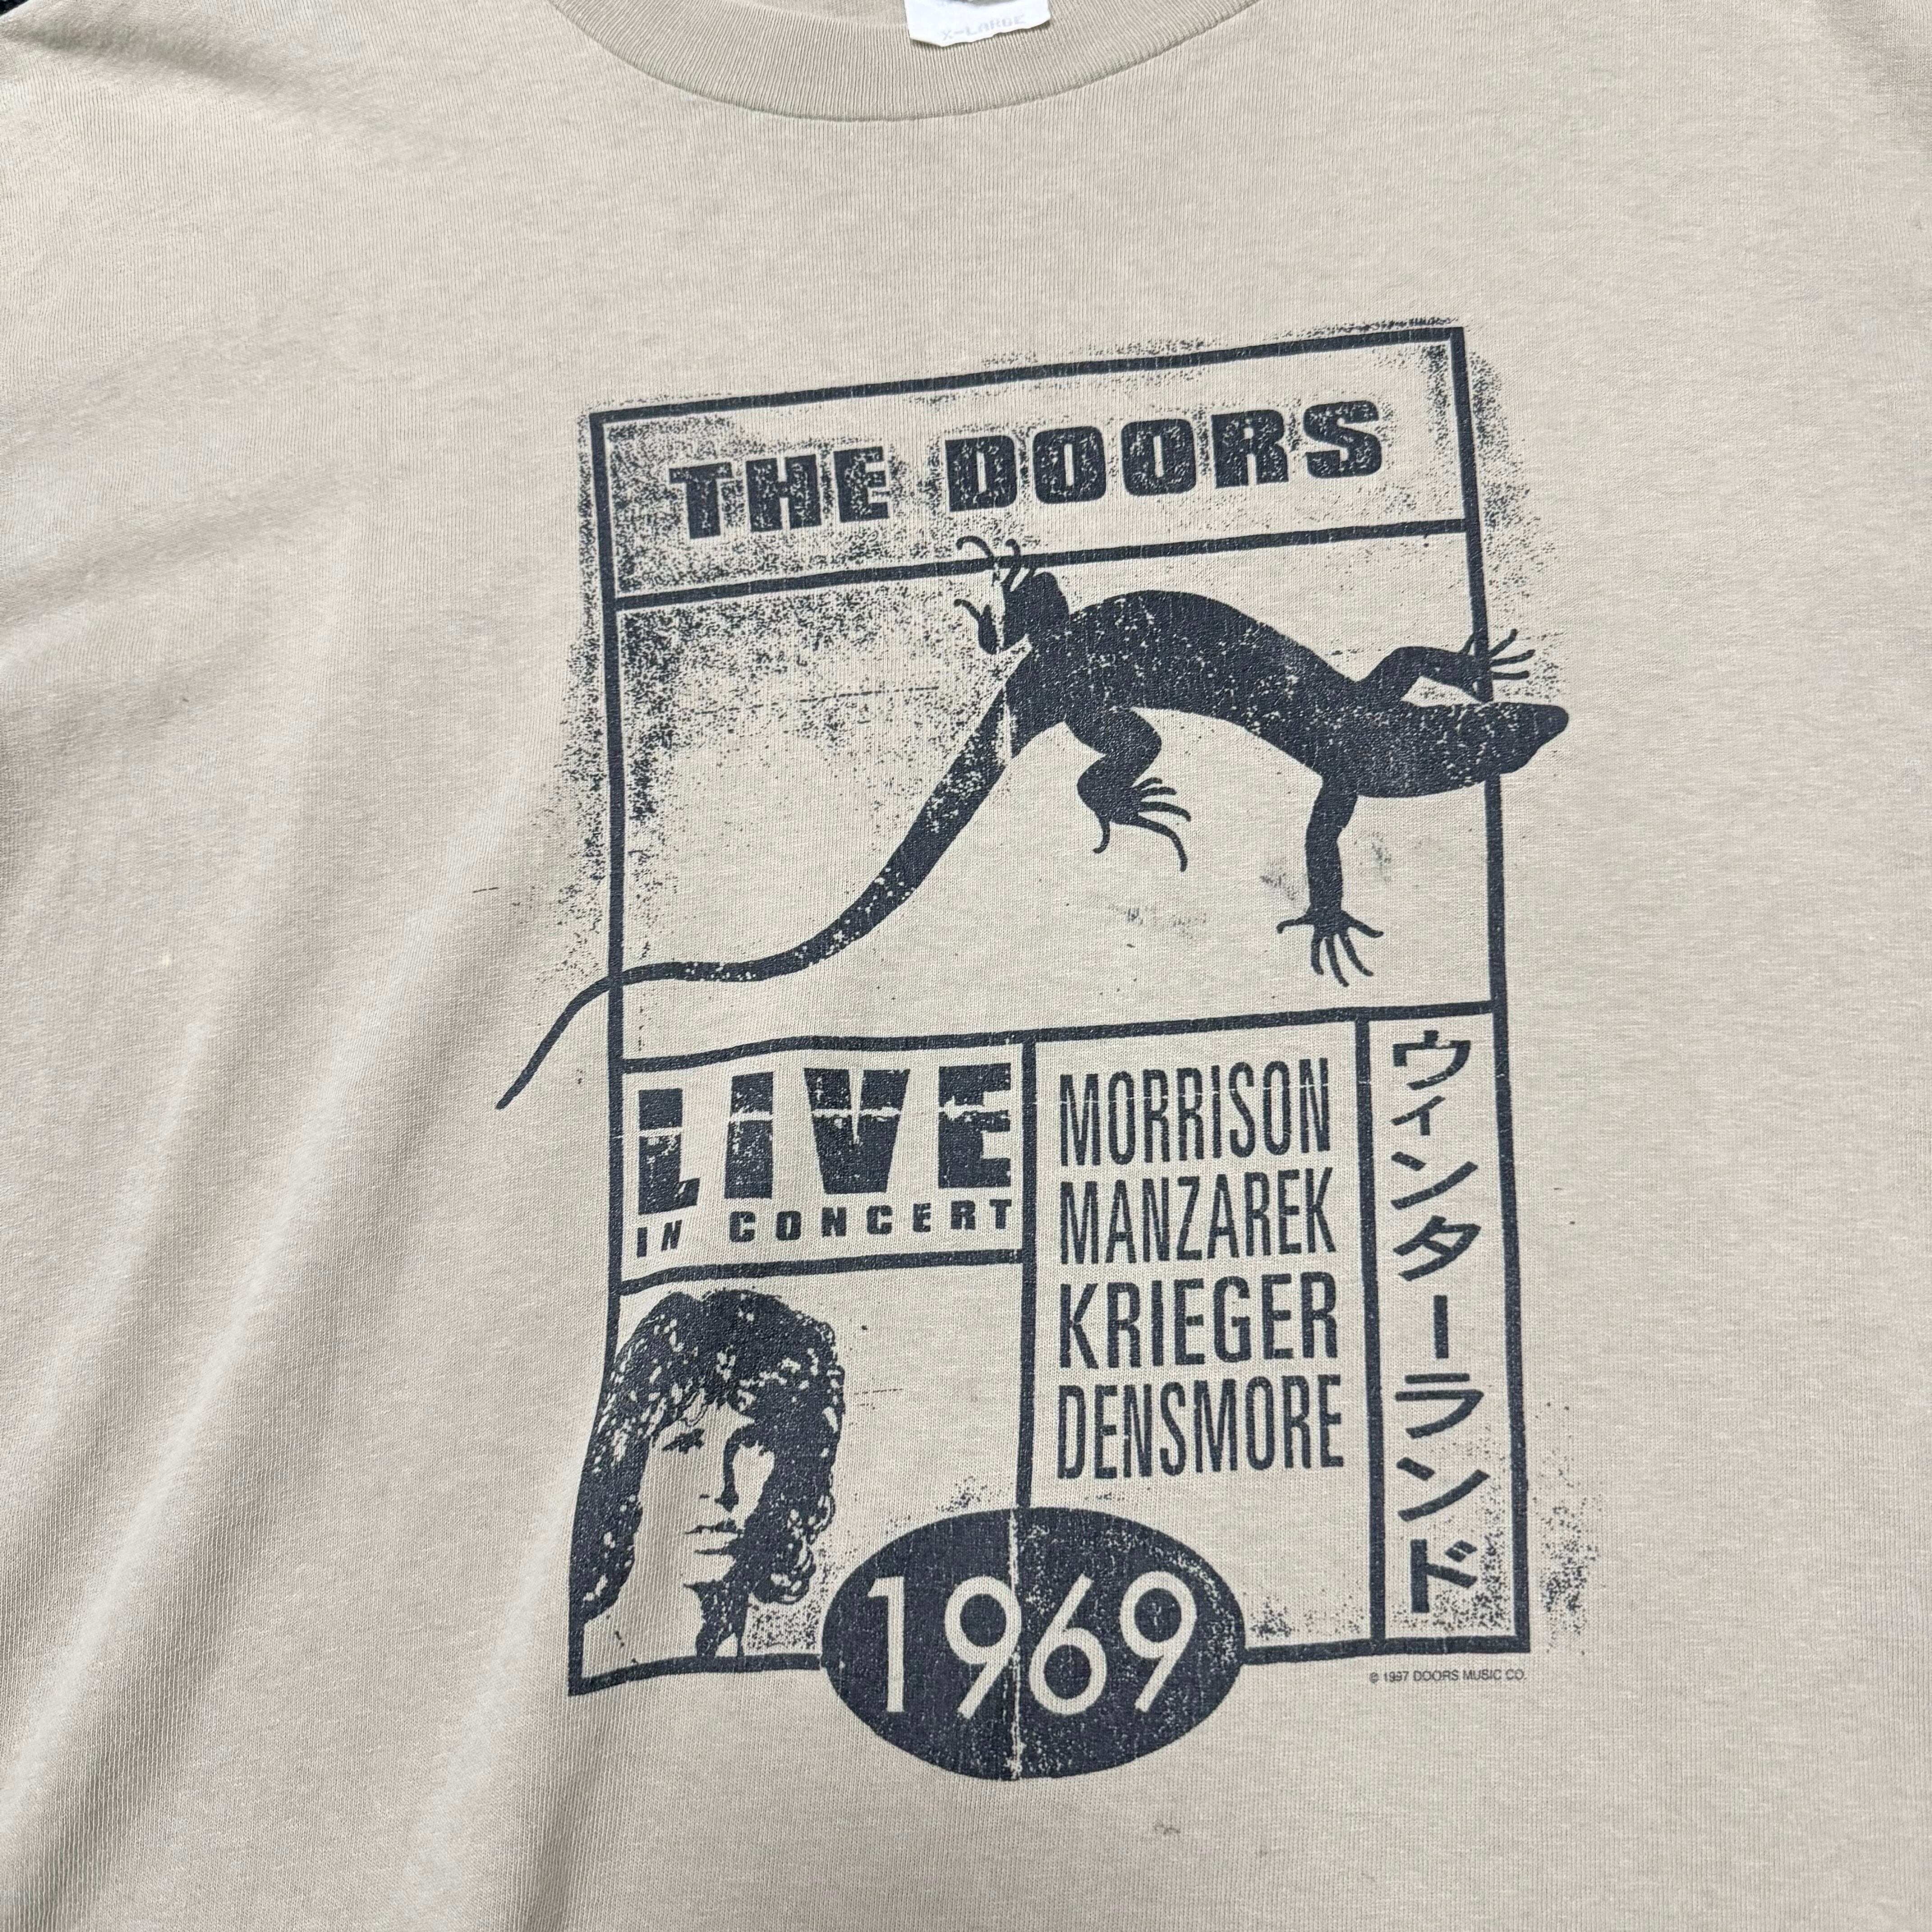 X-LARGE
THE DOORS
LIVE
IN CONCERT
MORRISON
MANZAREK
KRIEGER
DENSMORE
ウィンターランド
1969
© 1997 DOORS MUSIC CO.